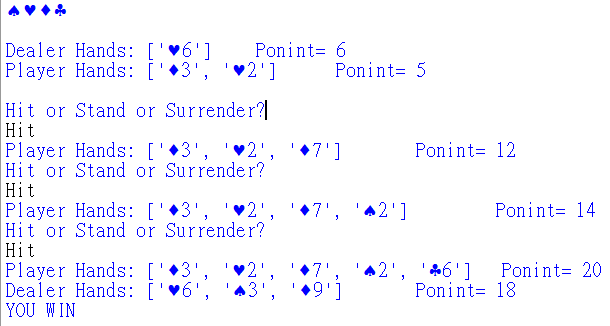 ♠♥♦♣
Dealer Hands: ['♥6'] Ponint= 6
Player Hands: ['♦3', '♥2'] Ponint= 5
Hit or Stand or Surrender?
Hit
Player Hands: ['♦3', '♥2', '♦7'] Ponint= 12
Hit or Stand or Surrender?
Hit
Player Hands: ['♦3', '♥2', '♦7', '♠2'] Ponint= 14
Hit or Stand or Surrender?
Hit
Player Hands: ['♦3', '♥2', '♦7', '♠2', '♣6'] Ponint= 20
Dealer Hands: ['♥6', '♠3', '♦9'] Ponint= 18
YOU WIN